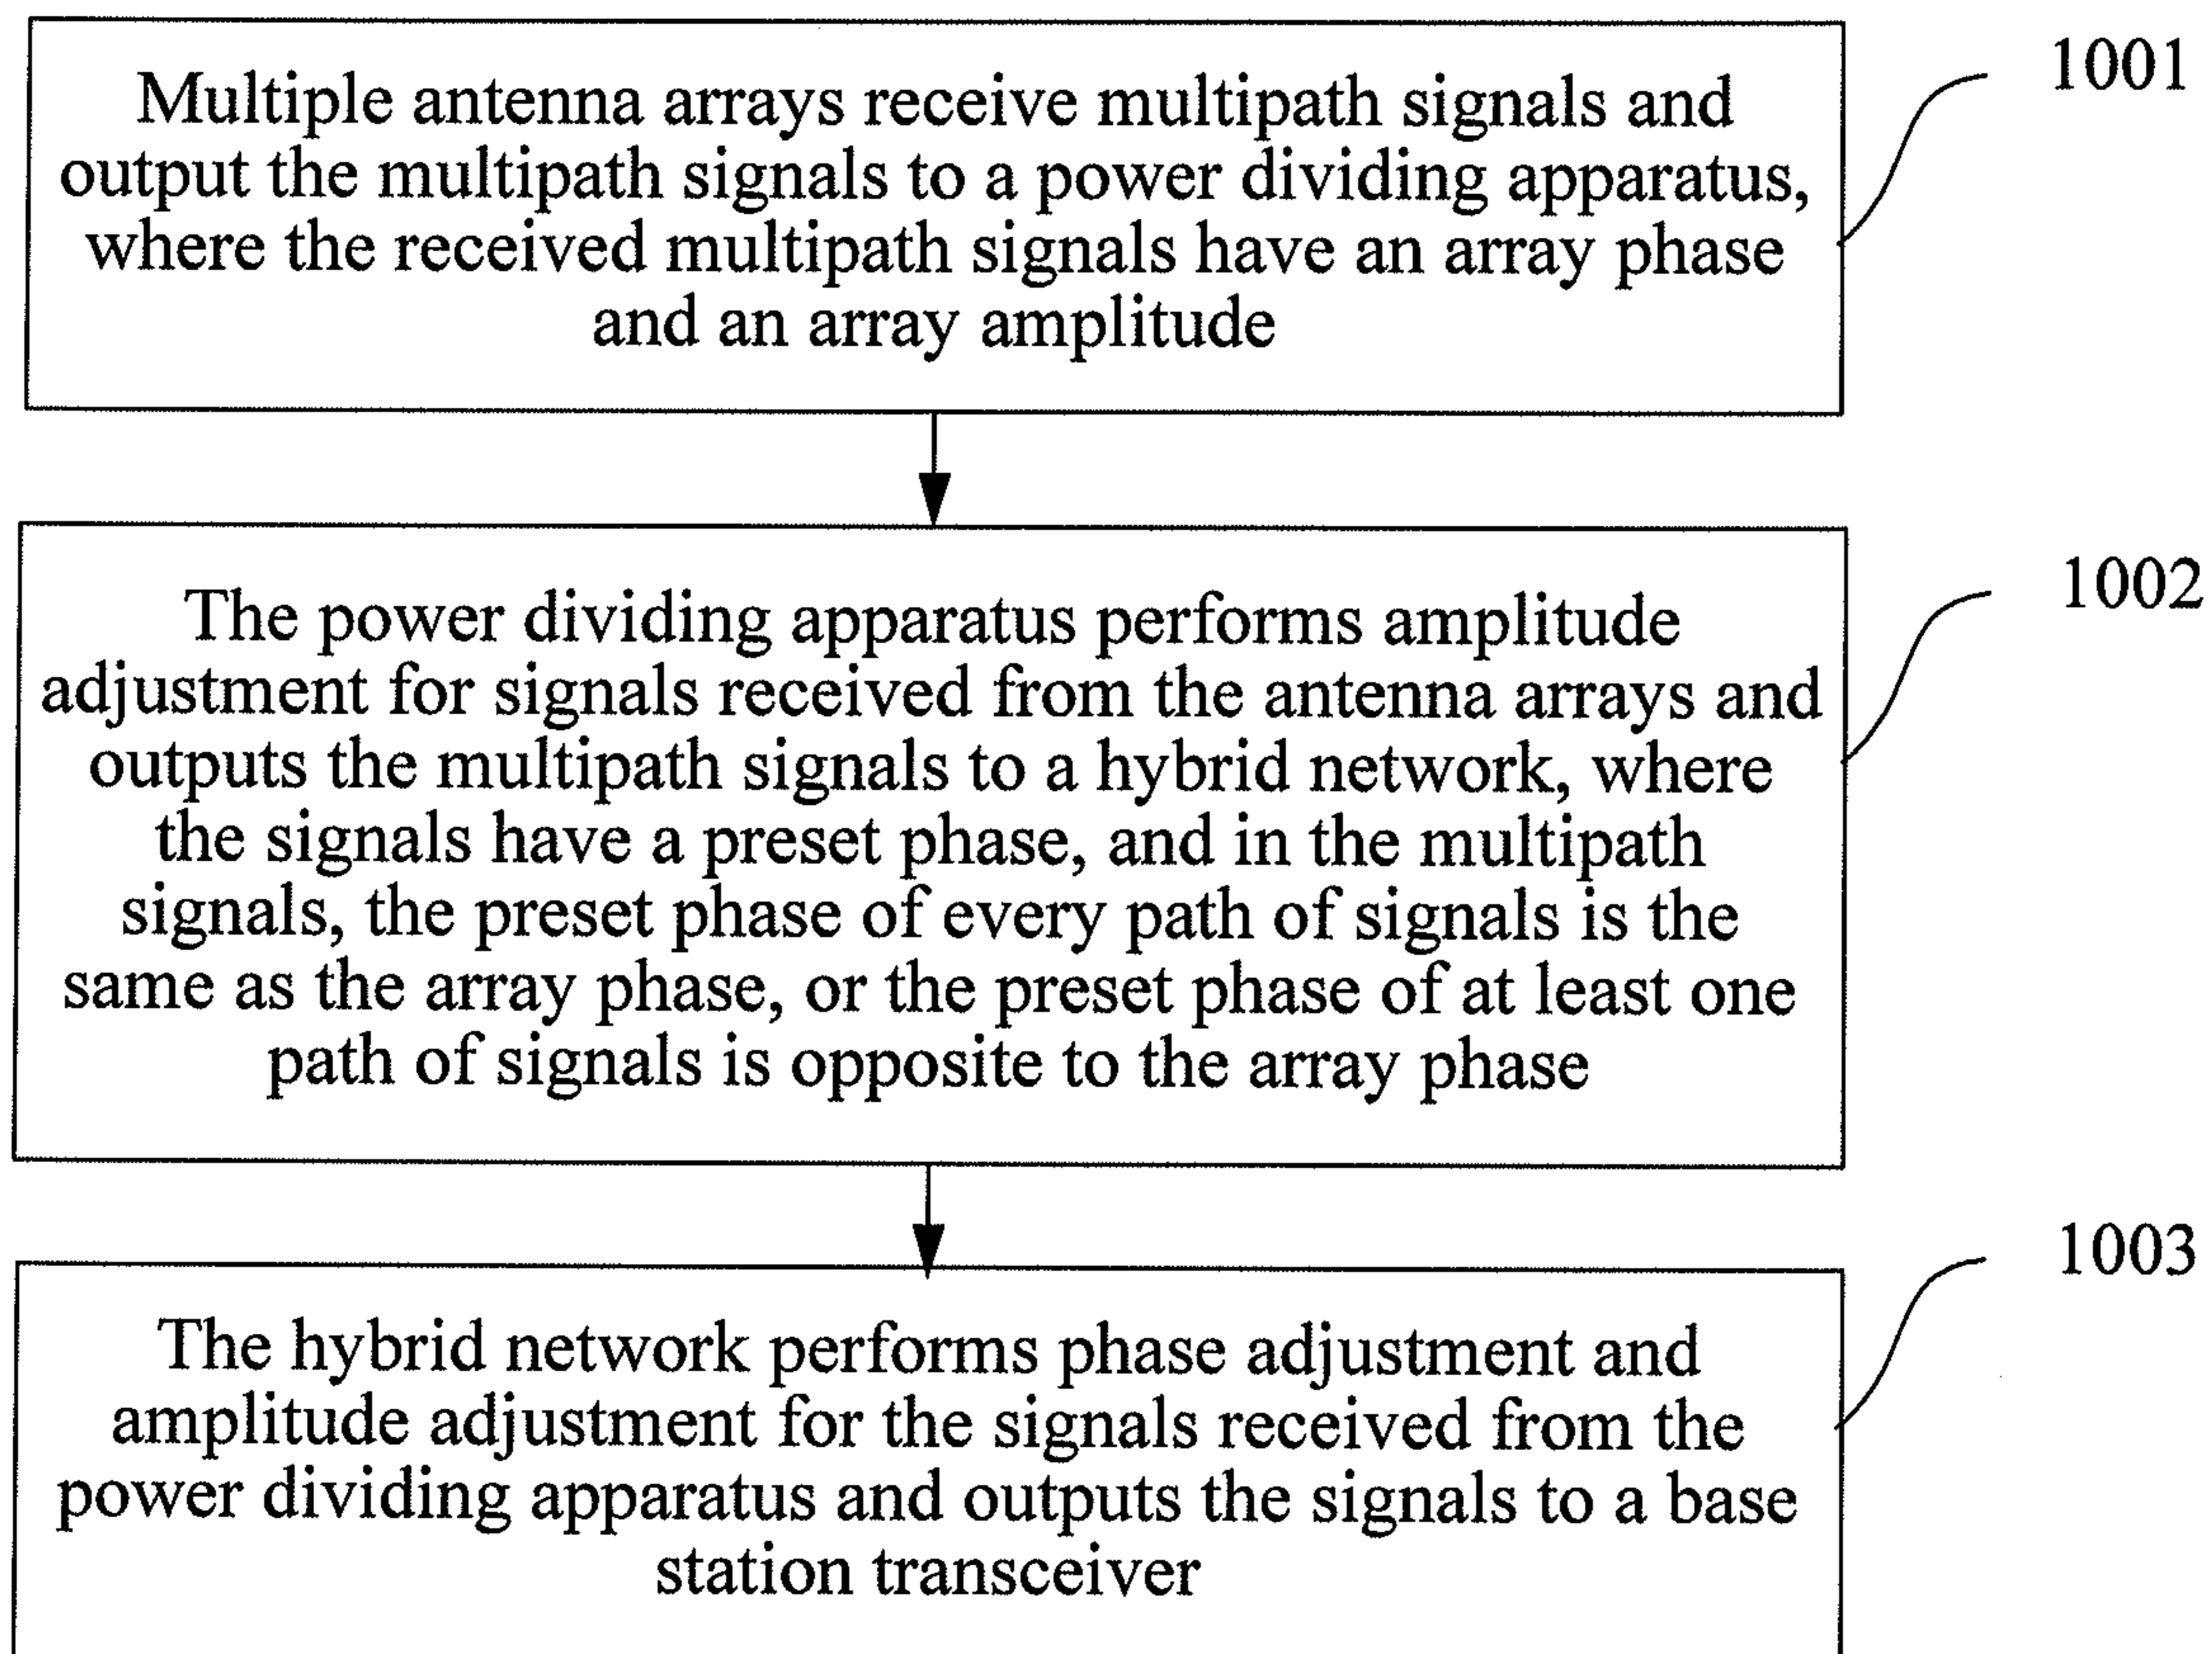 Multiple antenna arrays receive multipath signals and
output the multipath signals to a power dividing apparatus,
where the received multipath signals have an array phase
and an array amplitude
1001
The power dividing apparatus performs amplitude
adjustment for signals received from the antenna arrays and
outputs the multipath signals to a hybrid network, where
the signals have a preset phase, and in the multipath
signals, the preset phase of every path of signals is the
same as the array phase, or the preset phase of at least one
path of signals is opposite to the array phase
1002
The hybrid network performs phase adjustment and
amplitude adjustment for the signals received from the
power dividing apparatus and outputs the signals to a base
station transceiver
1003